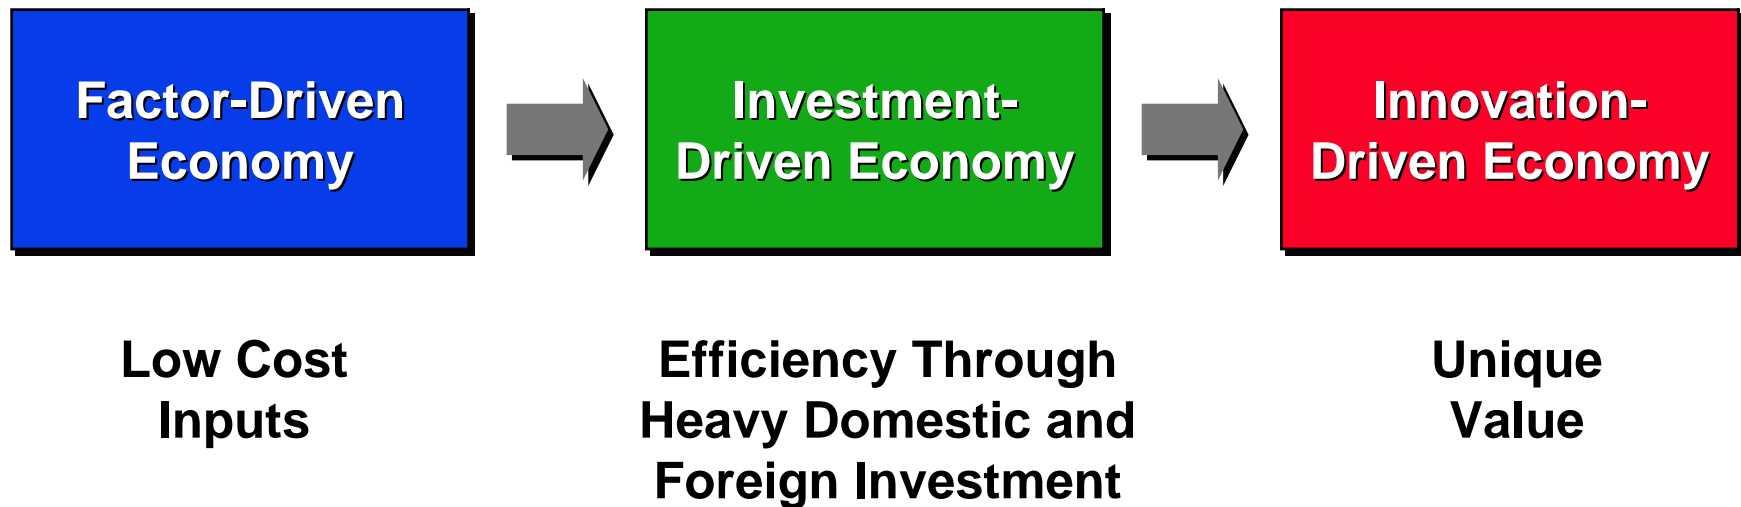 Factor-Driven
Economy
Investment-
Driven Economy
Innovation-
Driven Economy
Low Cost
Inputs
Efficiency Through
Heavy Domestic and
Foreign Investment
Unique
Value